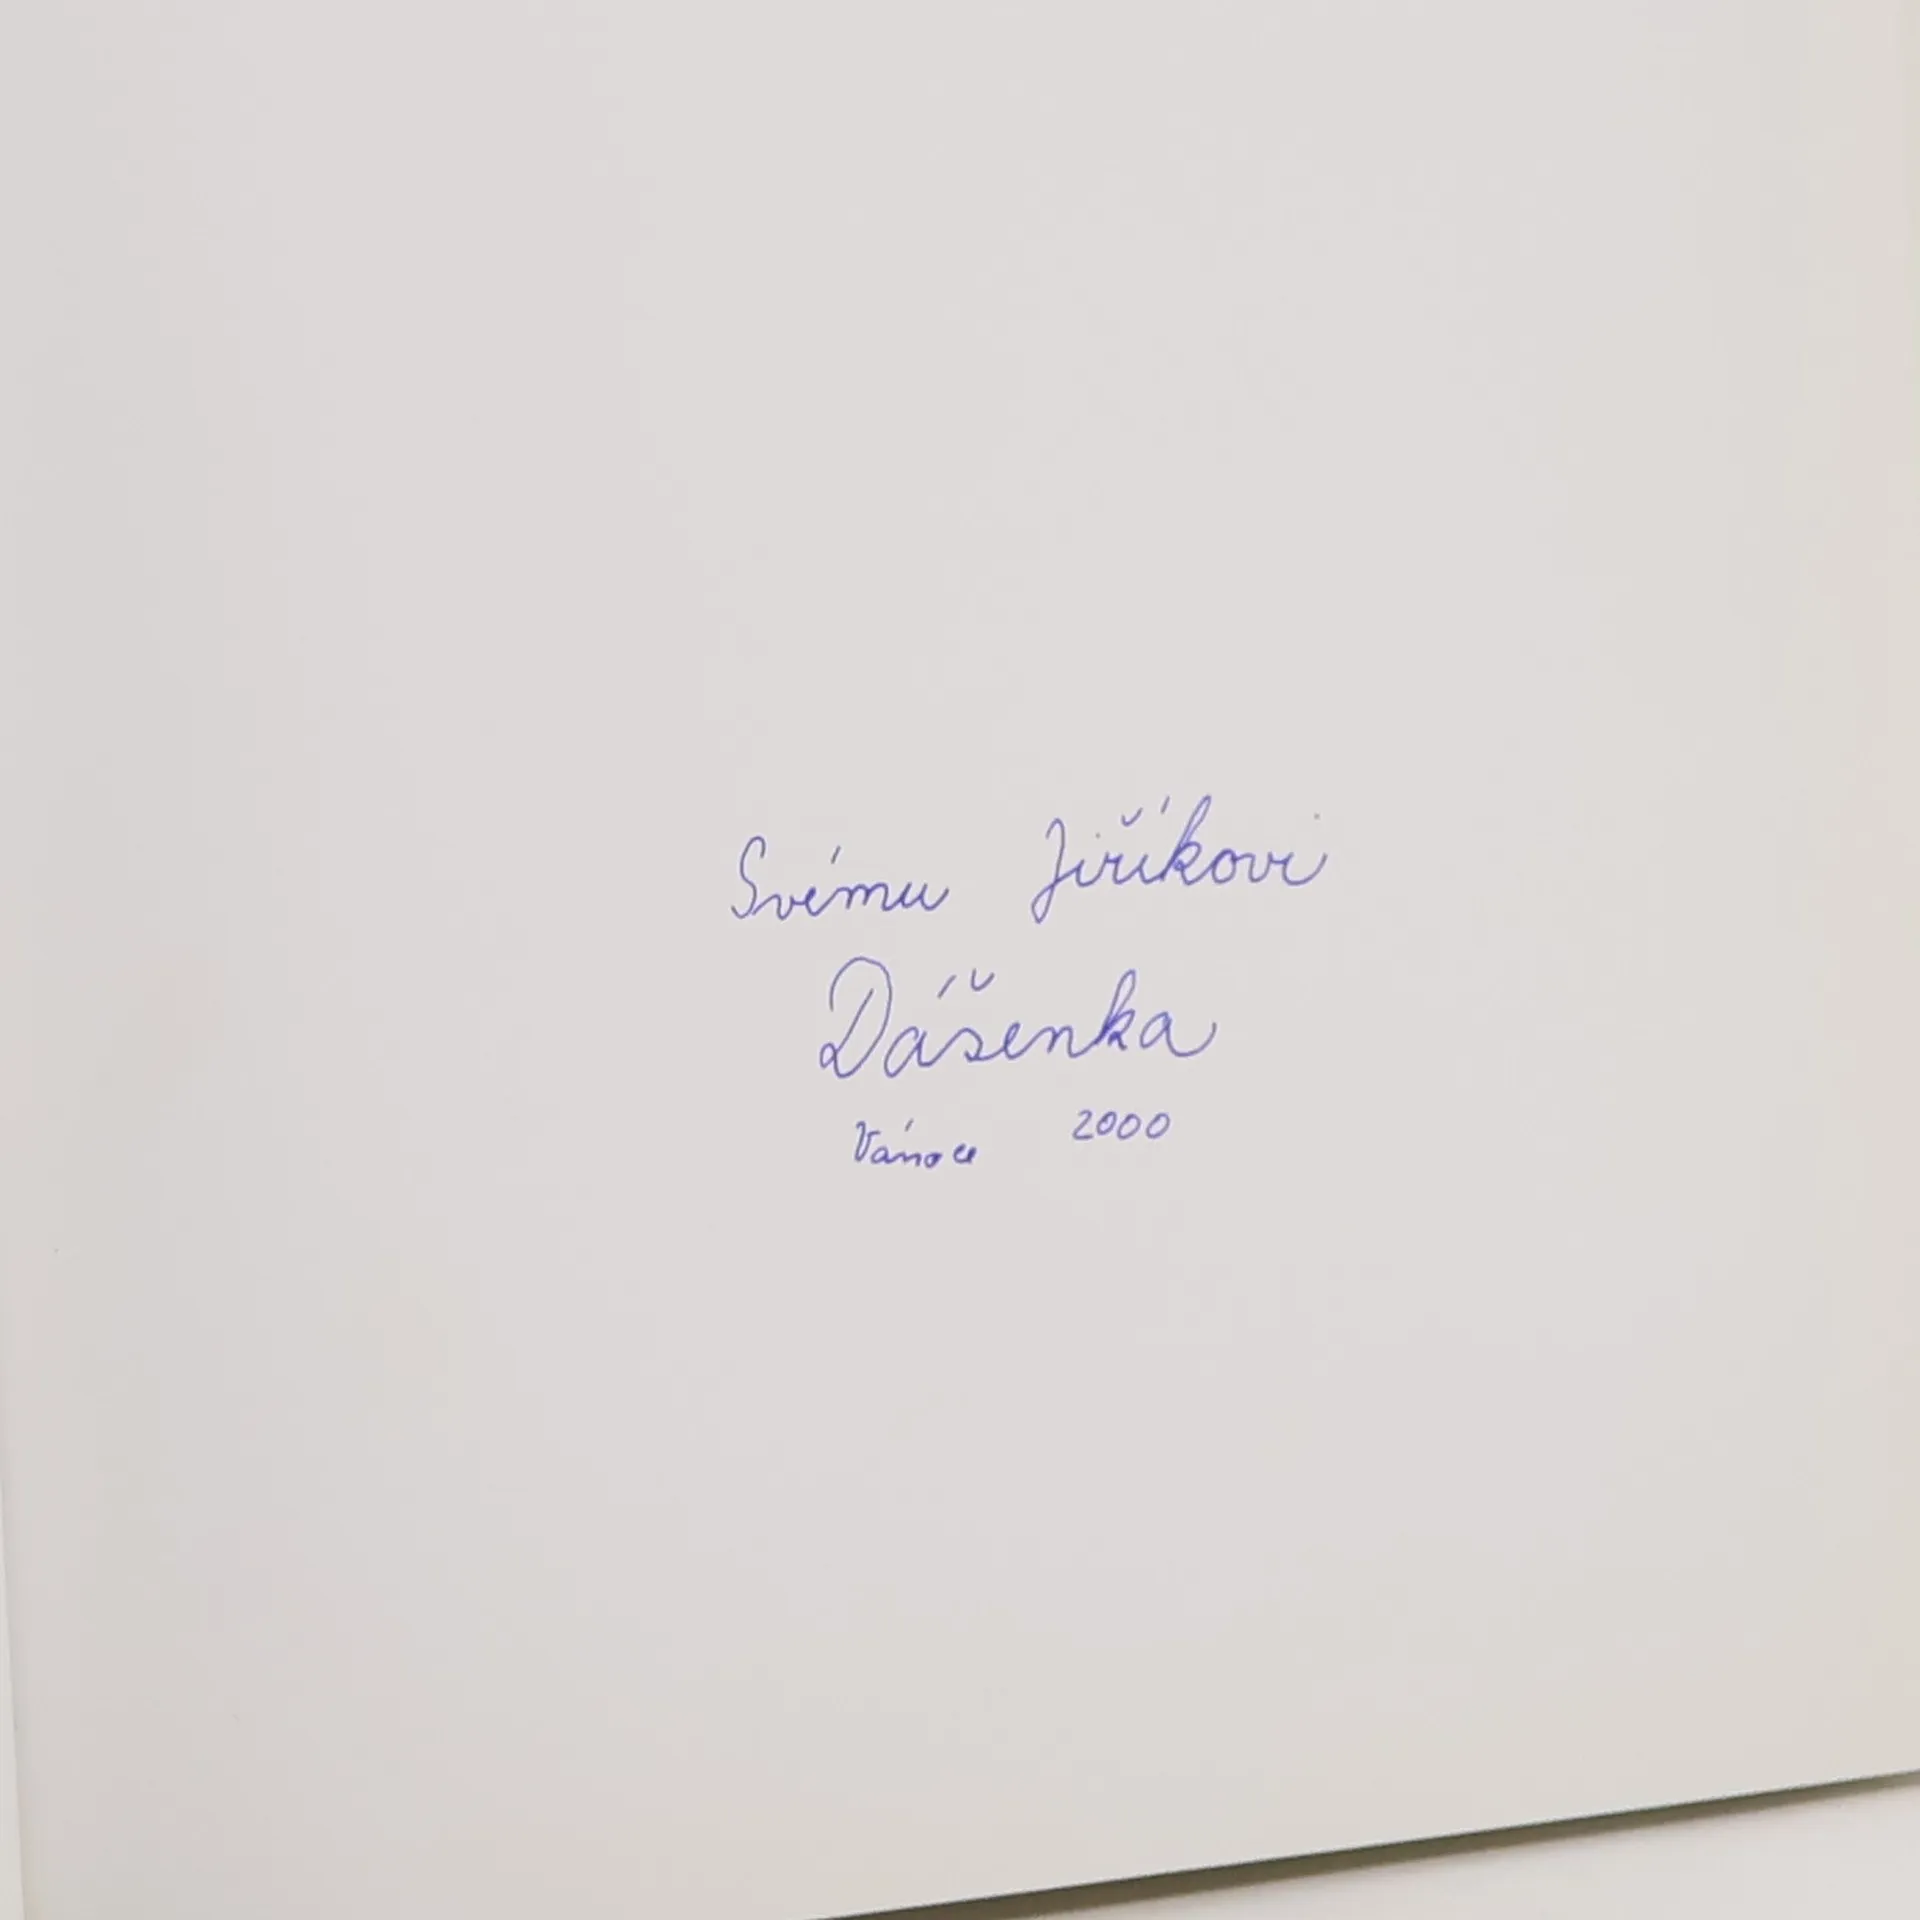 Svému Jiříkovi
Dášenka
Vánoce 2000